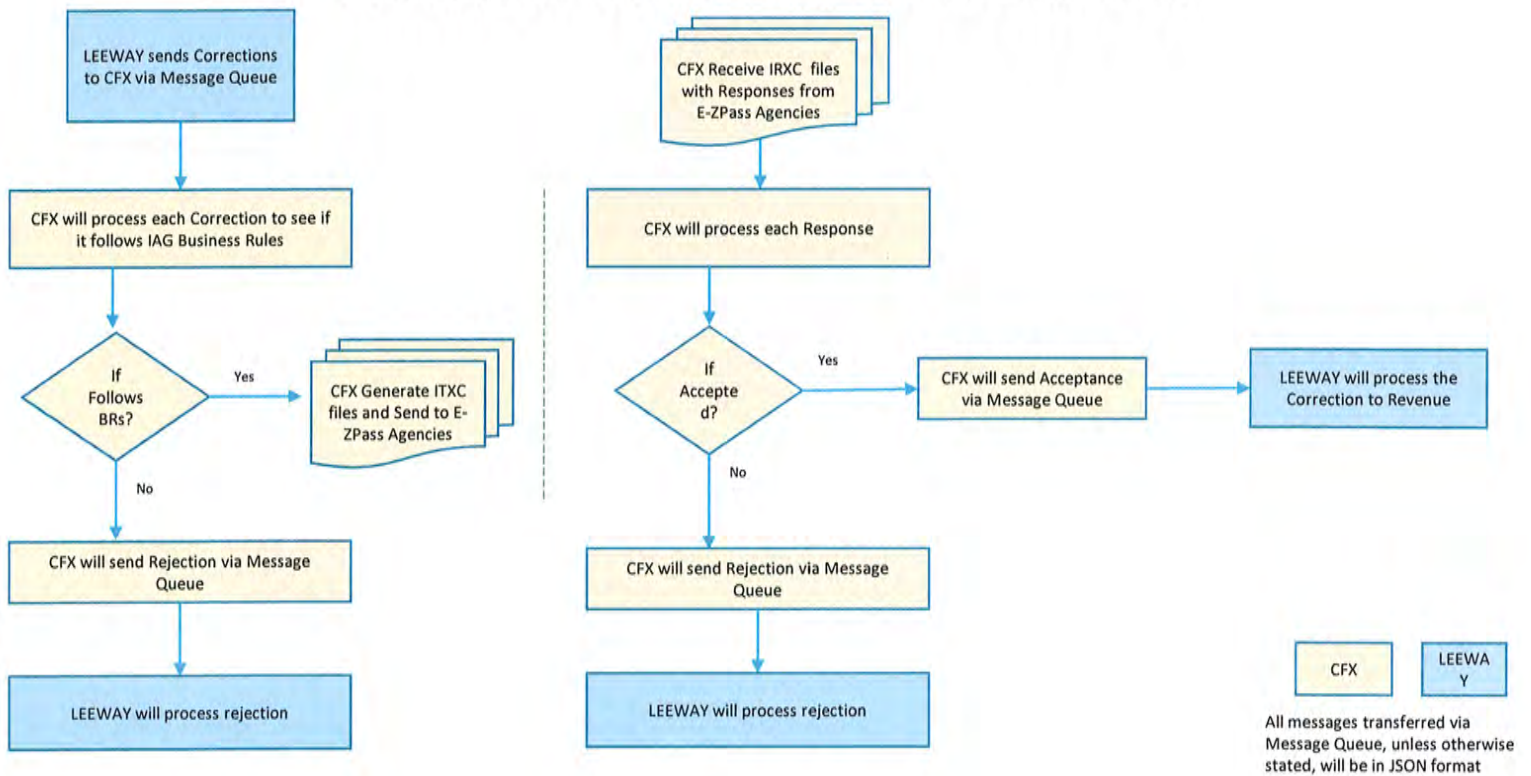 LEEWAY sends Corrections
to CFX via Message Queue
CFX will process each Correction to see if
it follows IAG Business Rules
If
Follows
BRs?
Yes
CFX Generate ITXC
files and Send to E-
ZPass Agencies
No
CFX will send Rejection via Message
Queue
LEEWAY will process rejection
CFX Receive IRXC files
with Responses from
E-ZPass Agencies
CFX will process each Response
If
Accepte
d?
Yes
CFX will send Acceptance
via Message Queue
LEEWAY will process the
Correction to Revenue
No
CFX will send Rejection via Message
Queue
LEEWAY will process rejection
CFX
LEEWA
Y
All messages transferred via
Message Queue, unless otherwise
stated, will be in JSON format